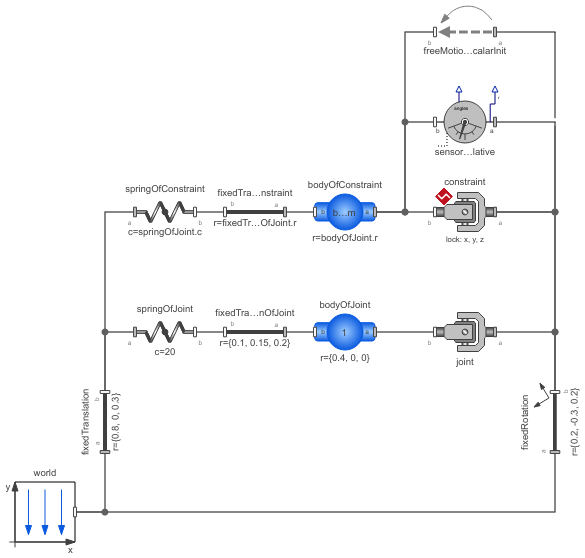 b
a
freeMotio...calarInit
angles
b
a
sensor...lative
springOfConstraint
fixedTra...nstraint
bodyOfConstraint
constraint
b
a
b
b...m
a
a
b
c=springOfJoint.c
r=fixedTr...OfJoint.r
r=bodyOfJoint.r
b
lock: x, y, z
a
springOfJoint
fixedTra...nOfJoint
bodyOfJoint
b
a
b
1
a
a
b
c=20
r={0.1, 0.15, 0.2}
r={0.4, 0, 0}
b
a
joint
fixedTranslation
b
a
r={0.8, 0, 0.3}
fixedRotation
b
a
r={0.2, -0.3, 0.2}
world
y
x